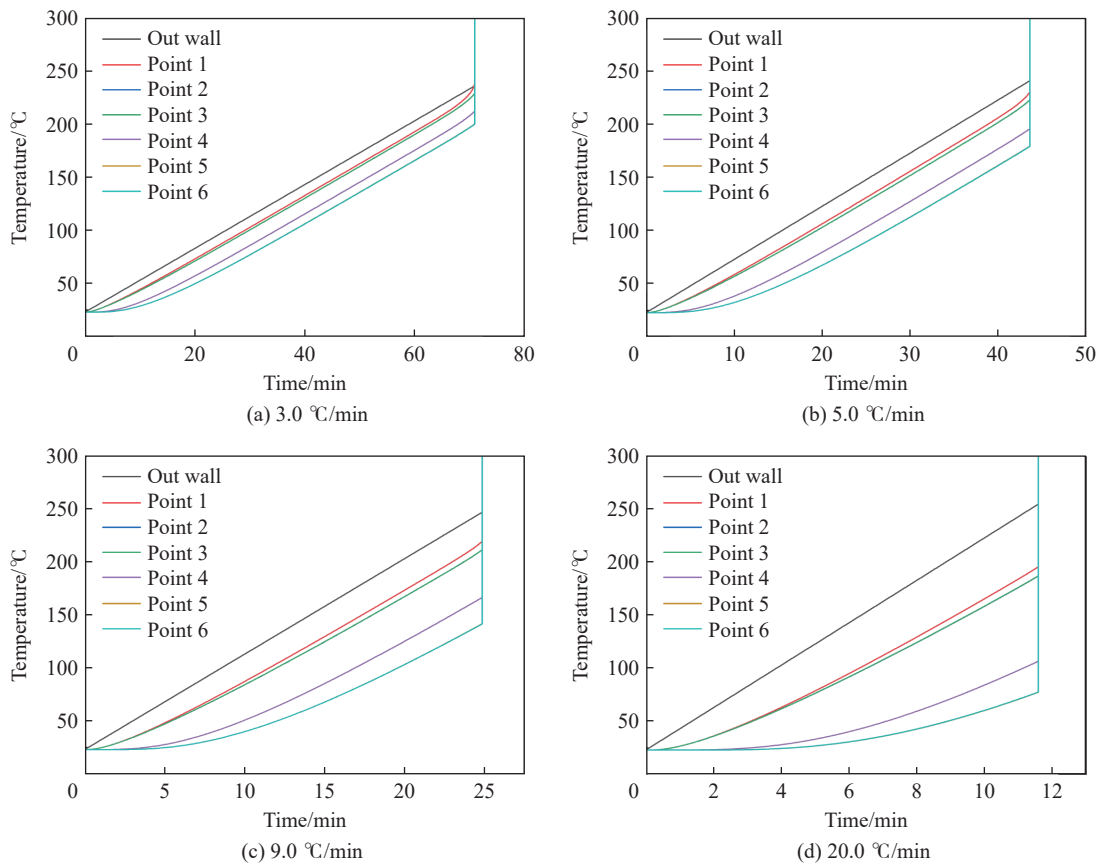 300
250
200
150
100
50
0
Temperature/℃
Out wall
Point 1
Point 2
Point 3
Point 4
Point 5
Point 6
20
40
60
80
Time/min
(a) 3.0 ℃/min
300
250
200
150
100
50
0
Temperature/℃
Out wall
Point 1
Point 2
Point 3
Point 4
Point 5
Point 6
10
20
30
40
50
Time/min
(b) 5.0 ℃/min
300
250
200
150
100
50
0
Temperature/℃
Out wall
Point 1
Point 2
Point 3
Point 4
Point 5
Point 6
5
10
15
20
25
Time/min
(c) 9.0 ℃/min
300
250
200
150
100
50
0
Temperature/℃
Out wall
Point 1
Point 2
Point 3
Point 4
Point 5
Point 6
2
4
6
8
10
12
Time/min
(d) 20.0 ℃/min